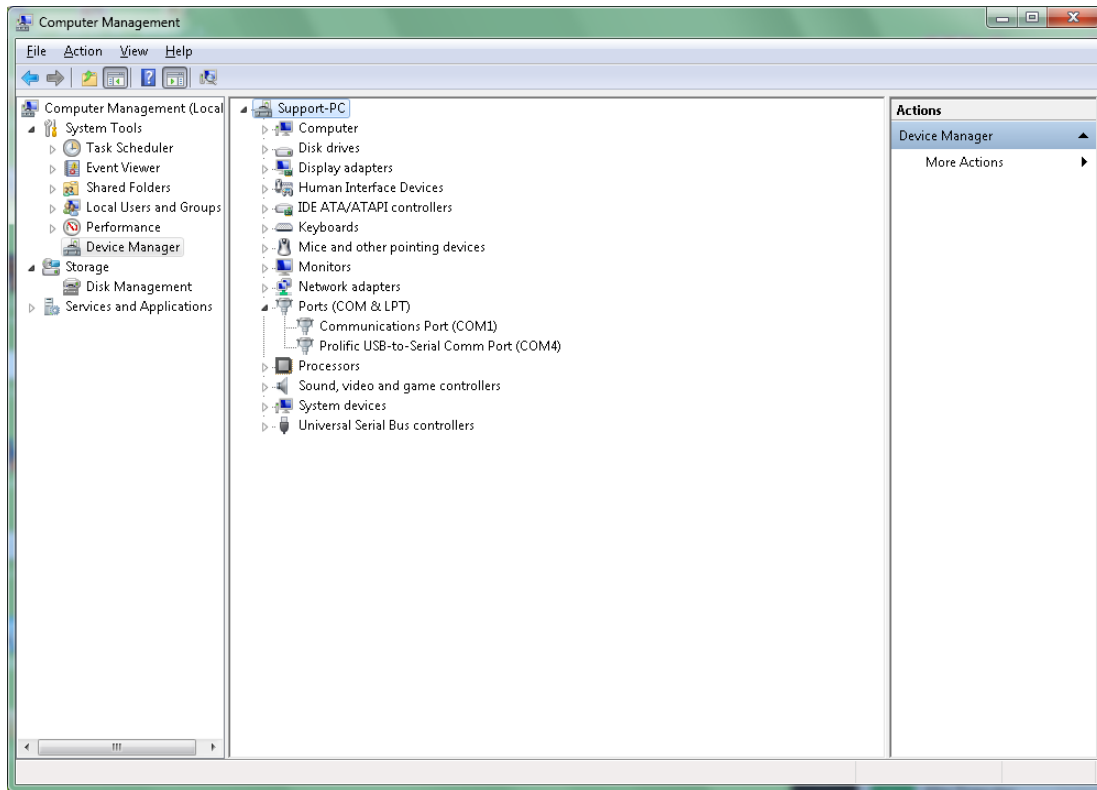 Computer Management
File Action View Help
Computer Management (Local
System Tools
Task Scheduler
Event Viewer
Shared Folders
Local Users and Groups
Performance
Device Manager
Storage
Disk Management
Services and Applications
Support-PC
Computer
Disk drives
Display adapters
Human Interface Devices
IDE ATA/ATAPI controllers
Keyboards
Mice and other pointing devices
Monitors
Network adapters
Ports (COM & LPT)
Communications Port (COM1)
Prolific USB-to-Serial Comm Port (COM4)
Processors
Sound, video and game controllers
System devices
Universal Serial Bus controllers
Actions
Device Manager
More Actions